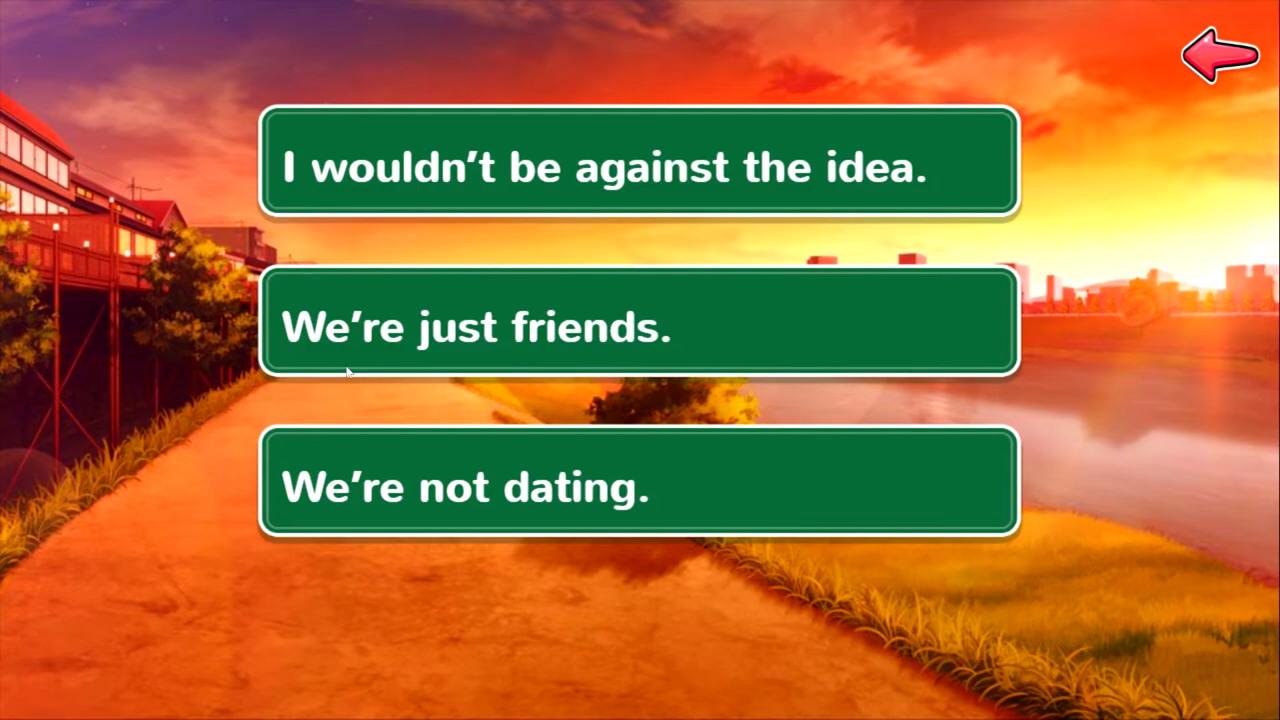 I wouldn't be against the idea.
We're just friends.
We're not dating.